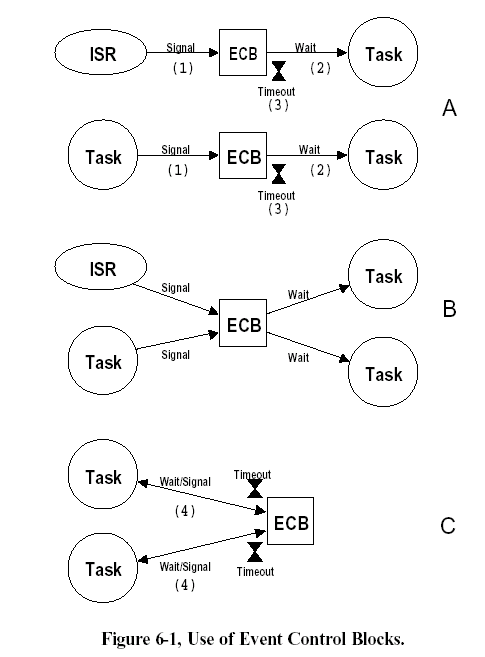 ISR Signal (1) ECB Wait (2) Task
Timeout
(3)
A
Task Signal (1) ECB Wait (2) Task
Timeout
(3)
ISR Signal Task
Wait
ECB B
Task Signal Wait Task
Task Wait/Signal (4) Timeout
ECB C
Task Wait/Signal (4) Timeout
Figure 6-1, Use of Event Control Blocks.